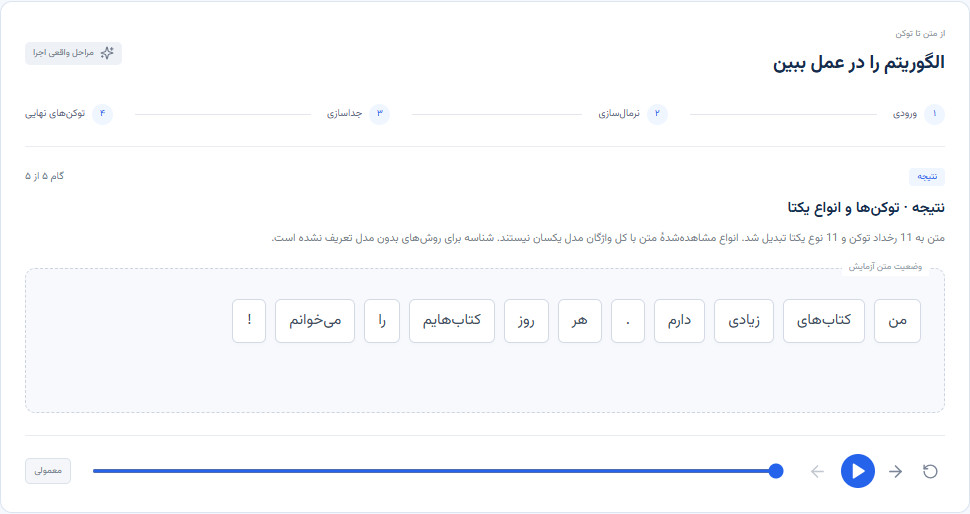 از متن تا توکن
الگوریتم را در عمل ببین
مراحل واقعی اجرا
۱ ورودی
۲ نرمال‌سازی
۳ جداسازی
۴ توکن‌های نهایی
نتیجه
گام ۵ از ۵
نتیجه · توکن‌ها و انواع یکتا
متن به 11 رخداد توکن و 11 نوع یکتا تبدیل شد. انواع مشاهده‌شدهٔ متن با کل واژگان مدل یکسان نیستند. شناسه برای روش‌های بدون مدل تعریف نشده است.
وضعیت متن آزمایش
من کتاب‌های زیادی دارم . هر روز کتاب‌هایم را می‌خوانم !
معمولی